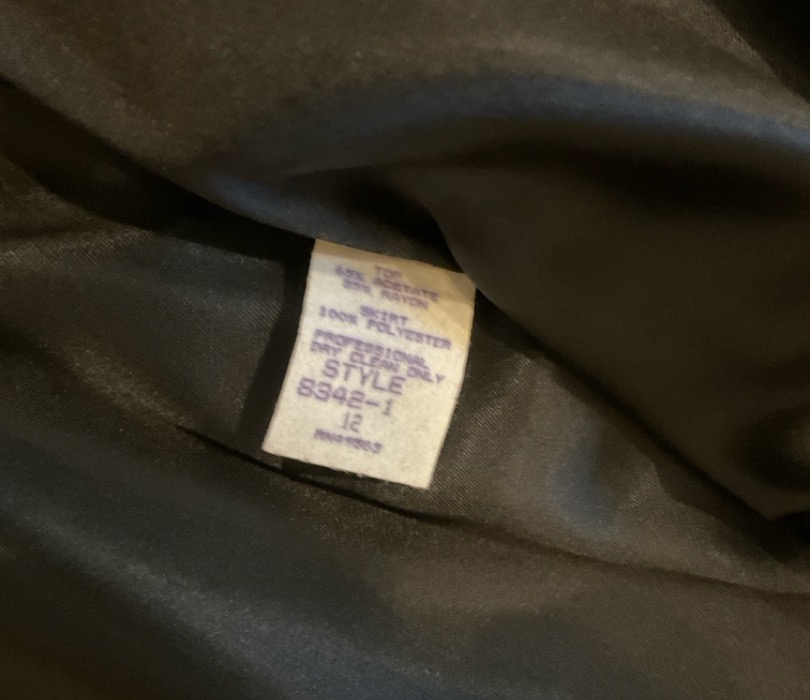 TOP
65% ACETATE
35% RAYON
SKIRT
100% POLYESTER
PROFESSIONAL
DRY CLEAN ONLY
STYLE
8342-1
12